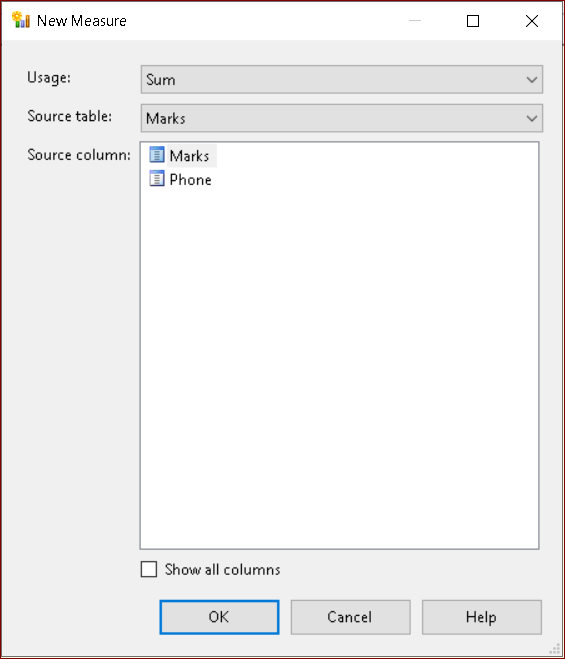 New Measure
Usage: Sum
Source table: Marks
Source column: Marks
Phone
Show all columns
OK Cancel Help